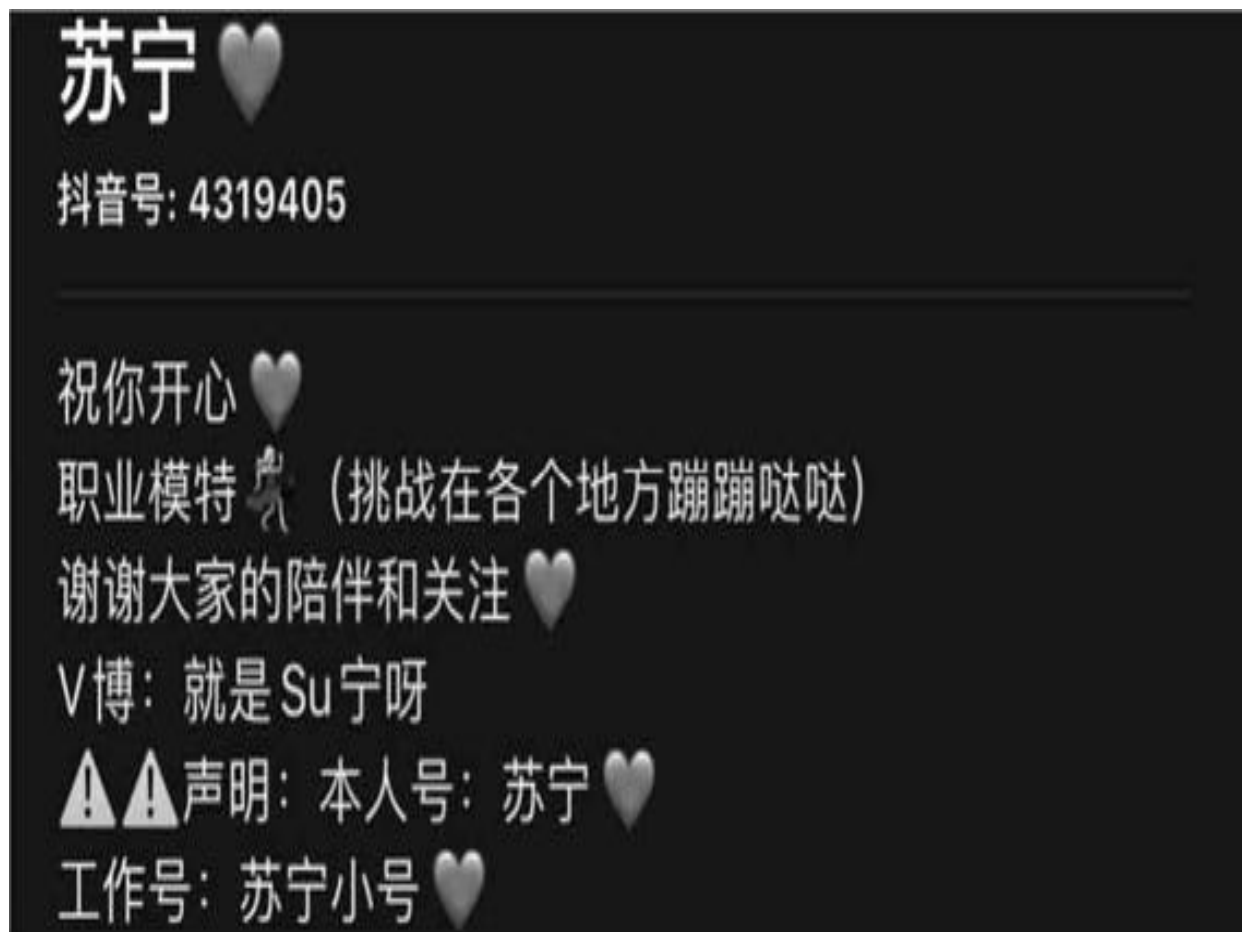 苏宁🩶
抖音号: 4319405
祝你开心🩶
职业模特💃（挑战在各个地方蹦蹦哒哒）
谢谢大家的陪伴和关注🩶
V博：就是Su宁呀
⚠️⚠️声明：本人号：苏宁🩶
工作号：苏宁小号🩶